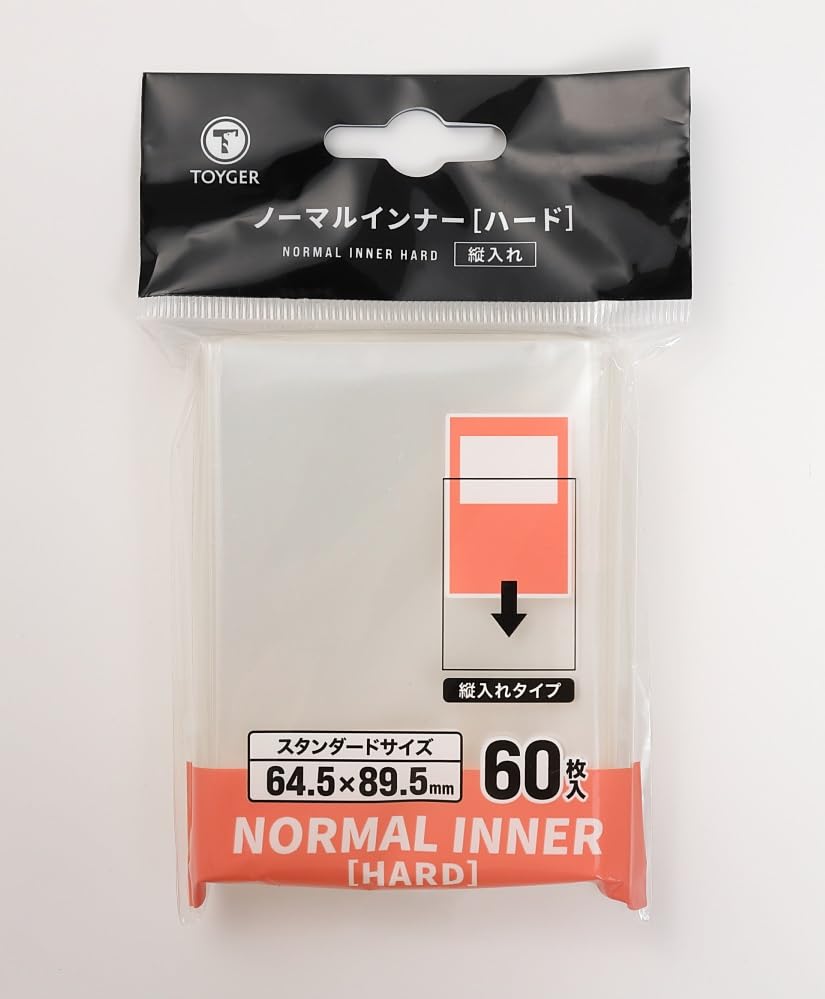 TOYGER
ノーマルインナー[ハード]
NORMAL INNER HARD 縦入れ
縦入れタイプ
スタンダードサイズ
64.5×89.5mm
60枚入
NORMAL INNER
[HARD]